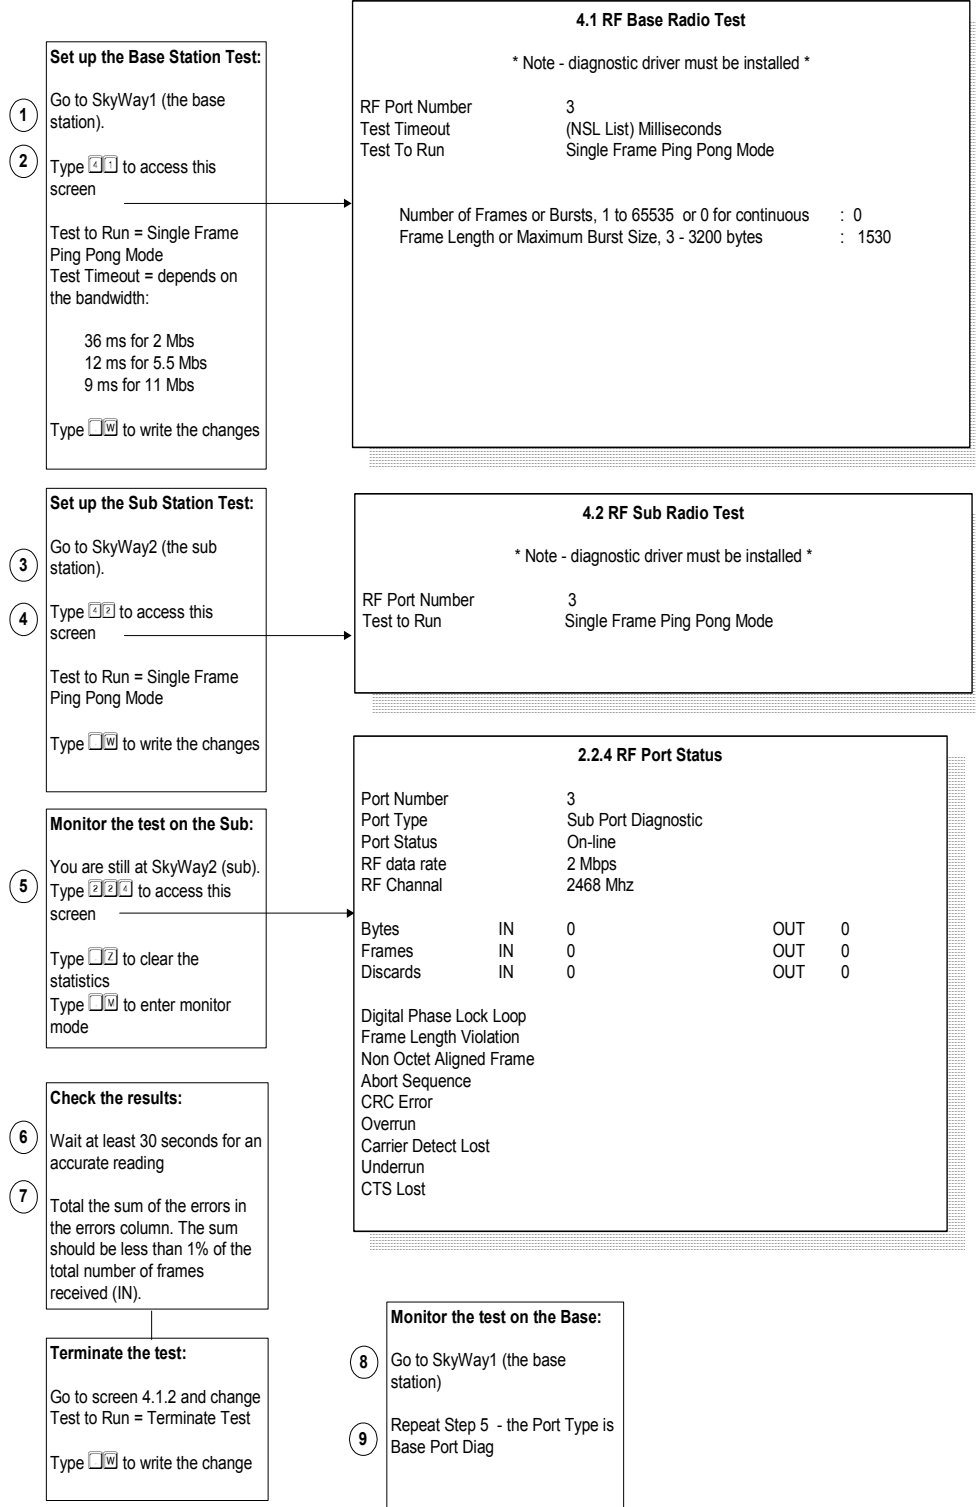 Set up the Base Station Test:
1
Go to SkyWay1 (the base
station).
2
Type 4 1 to access this
screen
Test to Run = Single Frame
Ping Pong Mode
Test Timeout = depends on
the bandwidth:
36 ms for 2 Mbs
12 ms for 5.5 Mbs
9 ms for 11 Mbs
Type W to write the changes
4.1 RF Base Radio Test
* Note - diagnostic driver must be installed *
RF Port Number 3
Test Timeout (NSL List) Milliseconds
Test To Run Single Frame Ping Pong Mode
Number of Frames or Bursts, 1 to 65535 or 0 for continuous : 0
Frame Length or Maximum Burst Size, 3 - 3200 bytes : 1530
Set up the Sub Station Test:
3
Go to SkyWay2 (the sub
station).
4
Type 4 2 to access this
screen
Test to Run = Single Frame
Ping Pong Mode
Type W to write the changes
4.2 RF Sub Radio Test
* Note - diagnostic driver must be installed *
RF Port Number 3
Test to Run Single Frame Ping Pong Mode
Monitor the test on the Sub:
You are still at SkyWay2 (sub).
5
Type 2 2 4 to access this
screen
Type Z to clear the
statistics
Type M to enter monitor
mode
2.2.4 RF Port Status
Port Number 3
Port Type Sub Port Diagnostic
Port Status On-line
RF data rate 2 Mbps
RF Channal 2468 Mhz
Bytes IN 0 OUT 0
Frames IN 0 OUT 0
Discards IN 0 OUT 0
Digital Phase Lock Loop
Frame Length Violation
Non Octet Aligned Frame
Abort Sequence
CRC Error
Overrun
Carrier Detect Lost
Underrun
CTS Lost
Check the results:
6
Wait at least 30 seconds for an
accurate reading
7
Total the sum of the errors in
the errors column. The sum
should be less than 1% of the
total number of frames
received (IN).
Terminate the test:
Go to screen 4.1.2 and change
Test to Run = Terminate Test
Type W to write the change
Monitor the test on the Base:
8
Go to SkyWay1 (the base
station)
9
Repeat Step 5 - the Port Type is
Base Port Diag